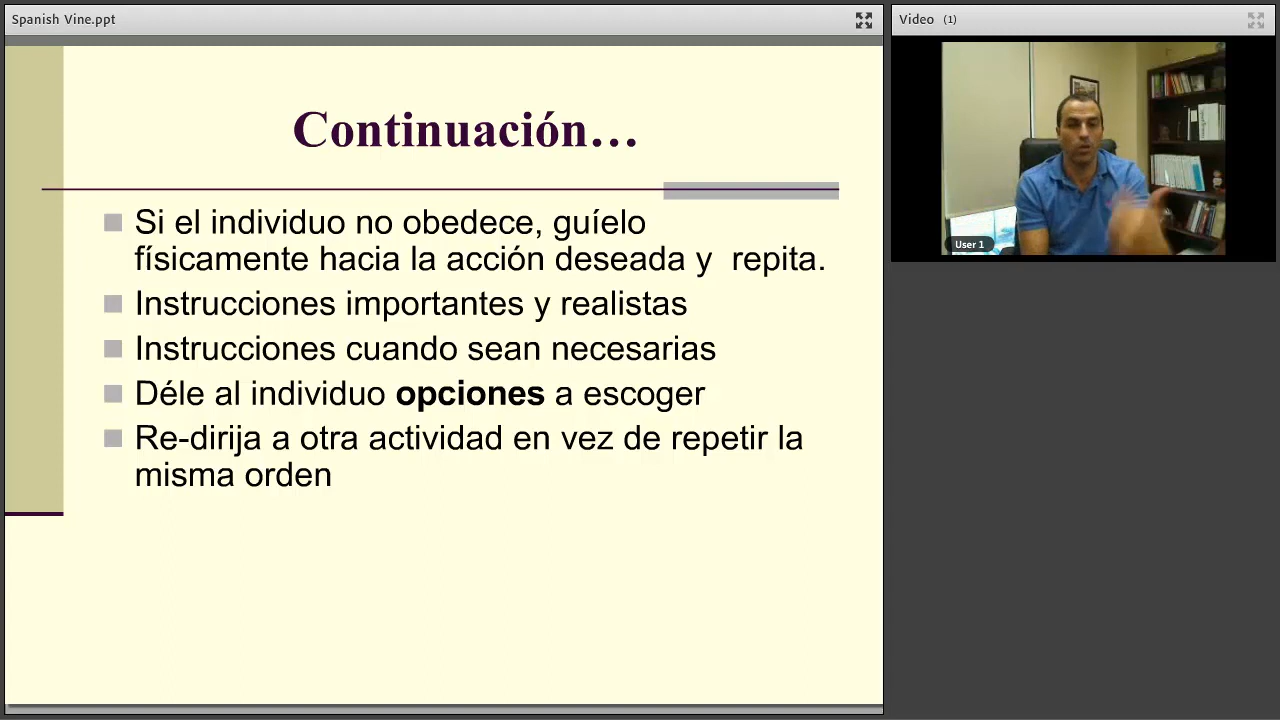 Spanish Vine.ppt
Video (1)
Continuación…
Si el individuo no obedece, guíelo
físicamente hacia la acción deseada y  repita.
Instrucciones importantes y realistas
Instrucciones cuando sean necesarias
Déle al individuo opciones a escoger
Re-dirija a otra actividad en vez de repetir la
misma orden
User 1